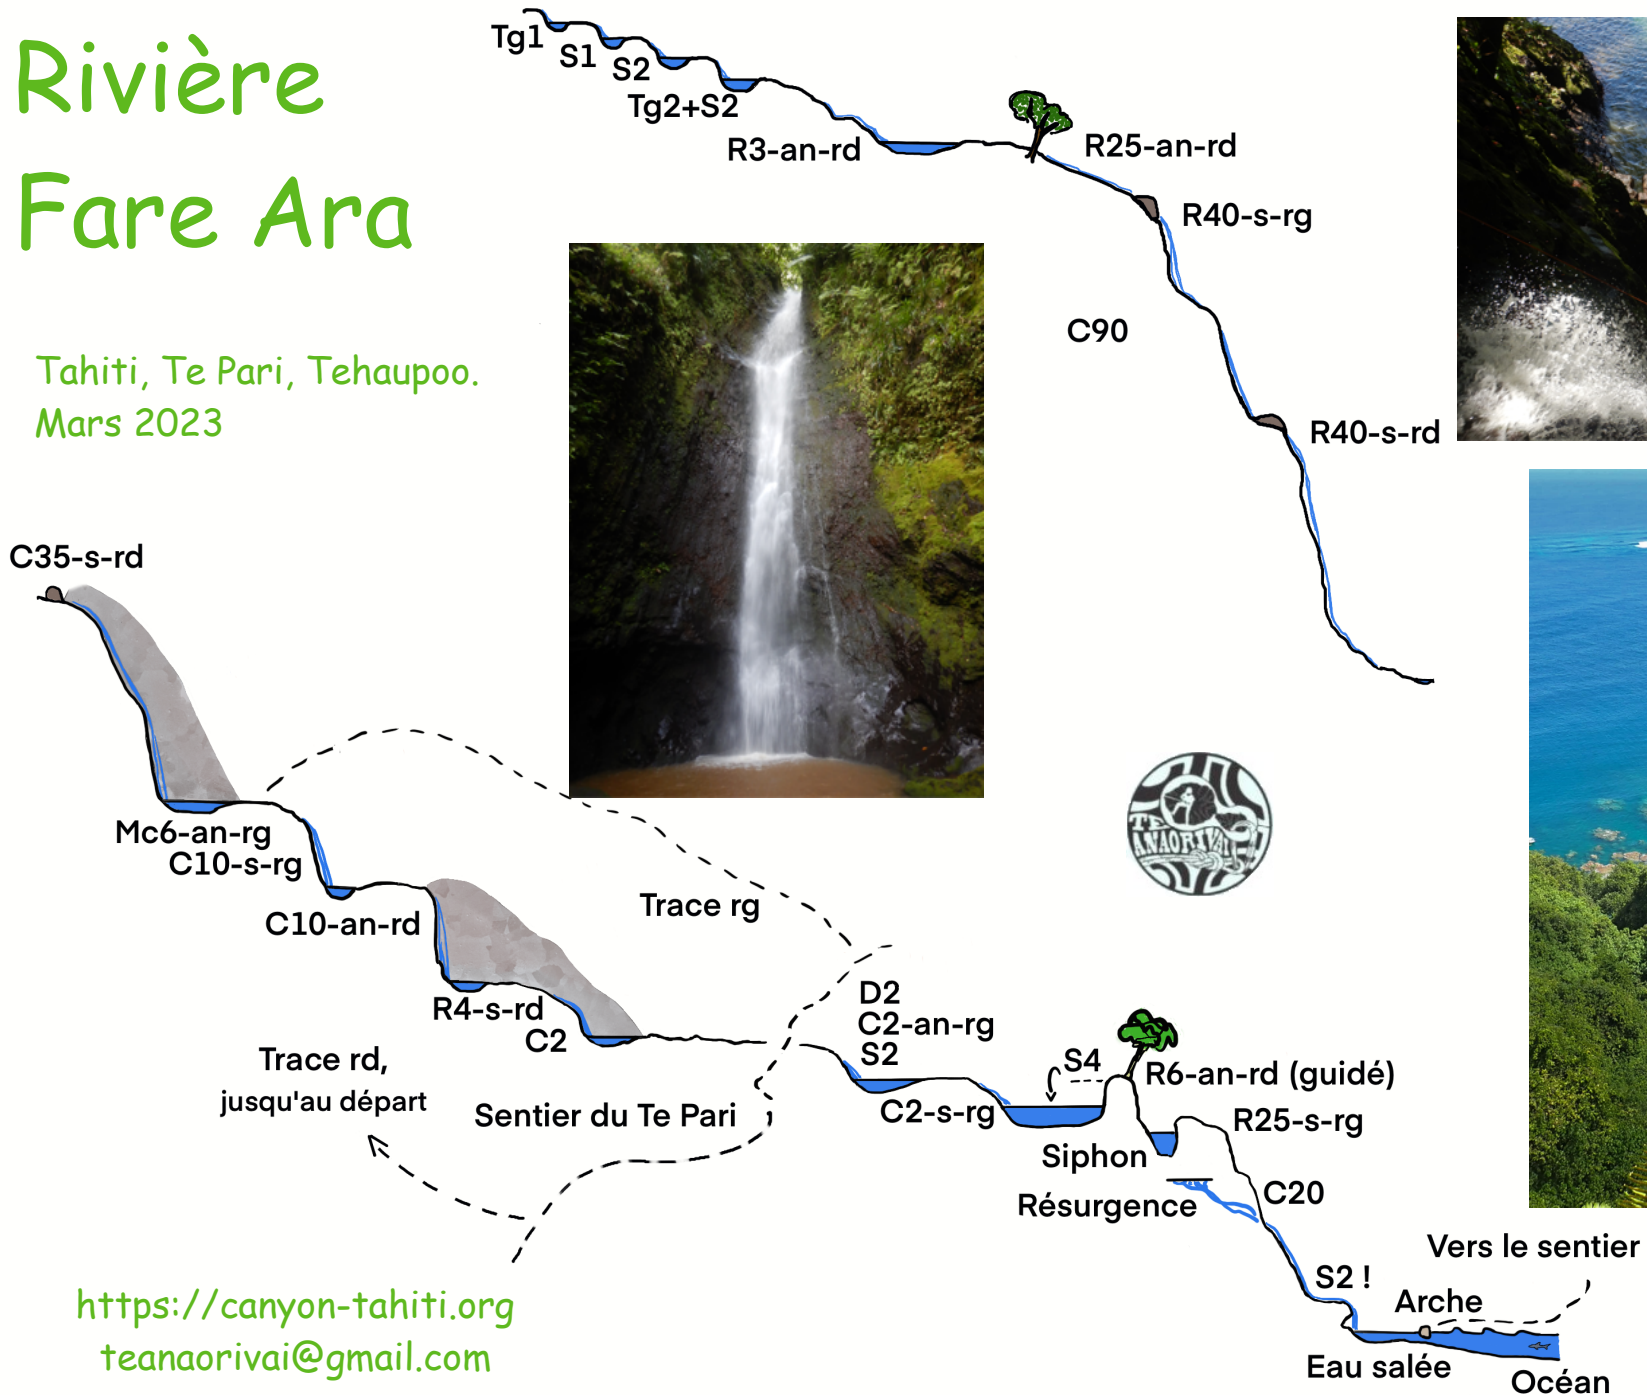 Rivière
Fare Ara
Tahiti, Te Pari, Tehaupoo.
Mars 2023
Tg1
S1
S2
Tg2+S2
R3-an-rd
R25-an-rd
R40-s-rg
C90
R40-s-rd
C35-s-rd
Mc6-an-rg
C10-s-rg
C10-an-rd
R4-s-rd
C2
Trace rg
Trace rd,
jusqu'au départ
Sentier du Te Pari
TE
ANAORIVAI
D2
C2-an-rg
S2
C2-s-rg
S4
R6-an-rd (guidé)
R25-s-rg
Siphon
Résurgence
C20
S2 !
Vers le sentier
Arche
Eau salée
Océan
https://canyon-tahiti.org
teanaorivai@gmail.com